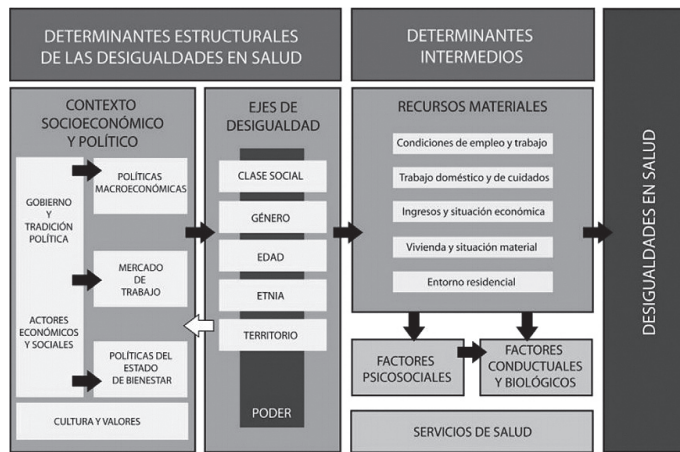 DETERMINANTES ESTRUCTURALES
DE LAS DESIGUALDADES EN SALUD
DETERMINANTES
INTERMEDIOS
CONTEXTO
SOCIOECONÓMICO
Y POLÍTICO
GOBIERNO
Y
TRADICIÓN
POLÍTICA
ACTORES
ECONÓMICOS
Y SOCIALES
POLÍTICAS
MACROECONÓMICAS
MERCADO
DE
TRABAJO
POLÍTICAS DEL
ESTADO
DE BIENESTAR
CULTURA Y VALORES
EJES DE
DESIGUALDAD
CLASE SOCIAL
GÉNERO
EDAD
ETNIA
TERRITORIO
PODER
RECURSOS MATERIALES
Condiciones de empleo y trabajo
Trabajo doméstico y de cuidados
Ingresos y situación económica
Vivienda y situación material
Entorno residencial
FACTORES
PSICOSOCIALES
FACTORES
CONDUCTUALES
Y BIOLÓGICOS
SERVICIOS DE SALUD
DESIGUALDADES EN SALUD